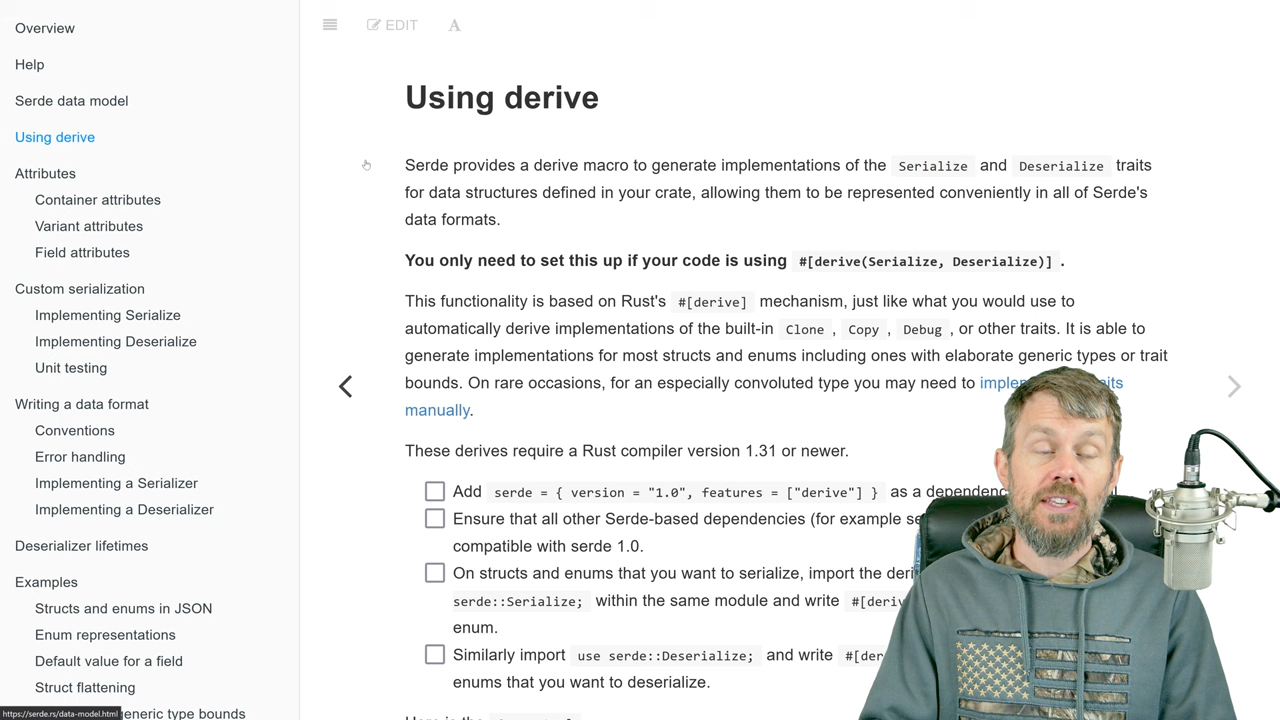 Overview
Help
Serde data model
Using derive
Attributes
Container attributes
Variant attributes
Field attributes
Custom serialization
Implementing Serialize
Implementing Deserialize
Unit testing
Writing a data format
Conventions
Error handling
Implementing a Serializer
Implementing a Deserializer
Deserializer lifetimes
Examples
Structs and enums in JSON
Enum representations
Default value for a field
Struct flattening
eneric type bounds
https://serde.rs/data-model.html
EDIT
A
Using derive
Serde provides a derive macro to generate implementations of the Serialize and Deserialize traits
for data structures defined in your crate, allowing them to be represented conveniently in all of Serde's
data formats.
You only need to set this up if your code is using #[derive(Serialize, Deserialize)] .
This functionality is based on Rust's #[derive] mechanism, just like what you would use to
automatically derive implementations of the built-in Clone , Copy , Debug , or other traits. It is able to
generate implementations for most structs and enums including ones with elaborate generic types or trait
bounds. On rare occasions, for an especially convoluted type you may need to
manually.
These derives require a Rust compiler version 1.31 or newer.
Add serde = { version = "1.0", features = ["derive"] } as a dependenc
Ensure that all other Serde-based dependencies (for example se
compatible with serde 1.0.
On structs and enums that you want to serialize, import the deri
serde::Serialize; within the same module and write #[deriv
enum.
Similarly import use serde::Deserialize; and write #[der
enums that you want to deserialize.